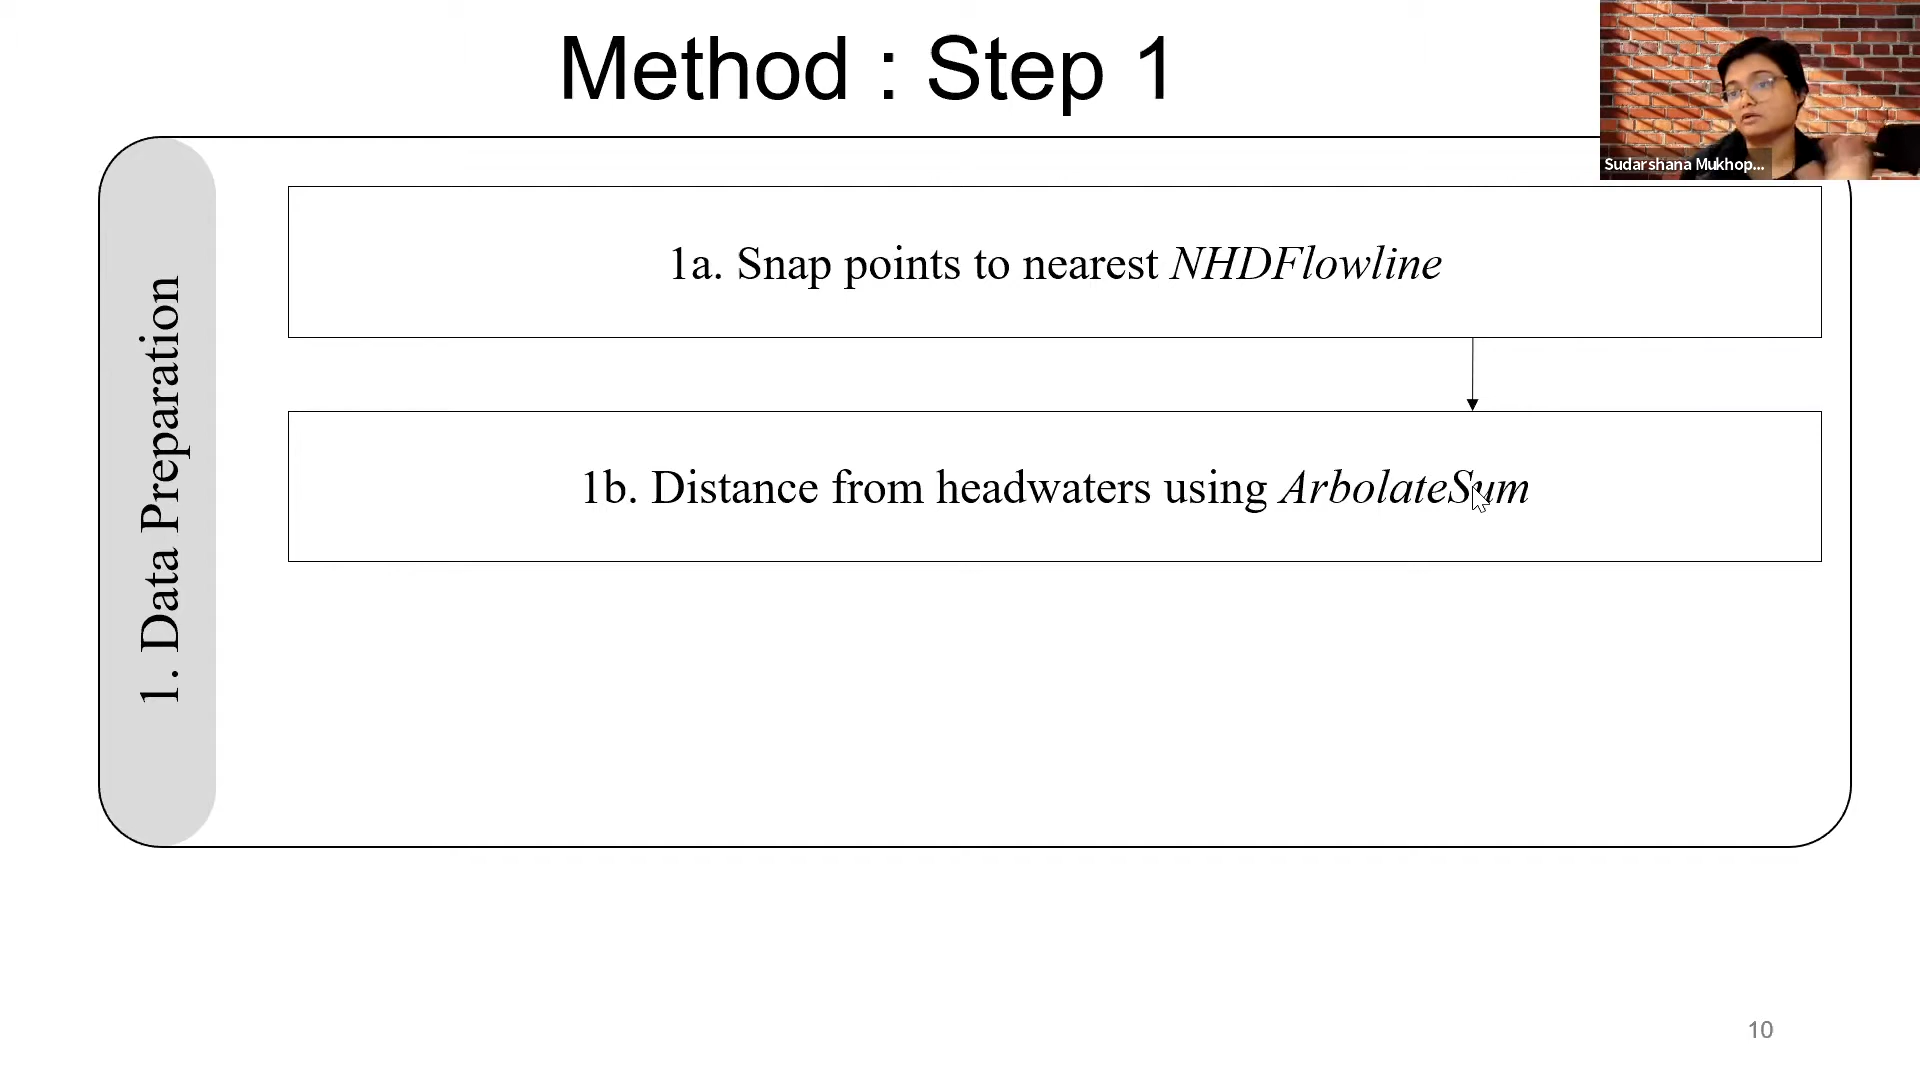 Method : Step 1
Sudarshana Mukhop...
1. Data Preparation
1a. Snap points to nearest NHDFlowline
1b. Distance from headwaters using ArbolateSum
10